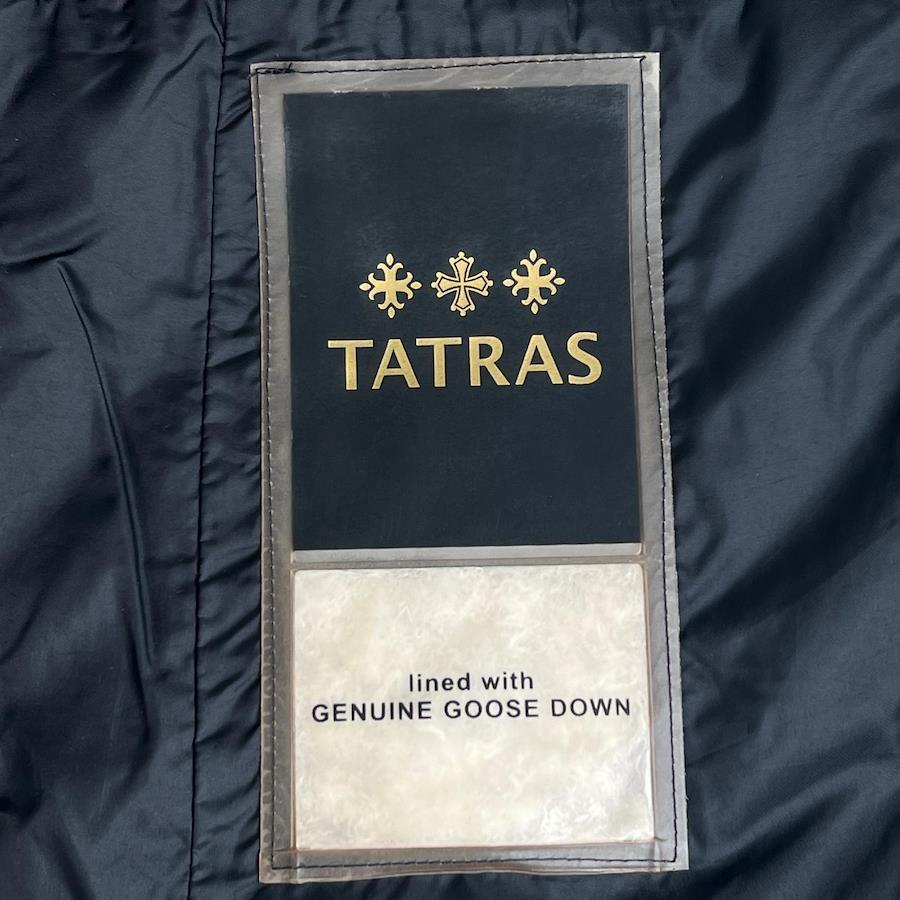 TATRAS
lined with
GENUINE GOOSE DOWN